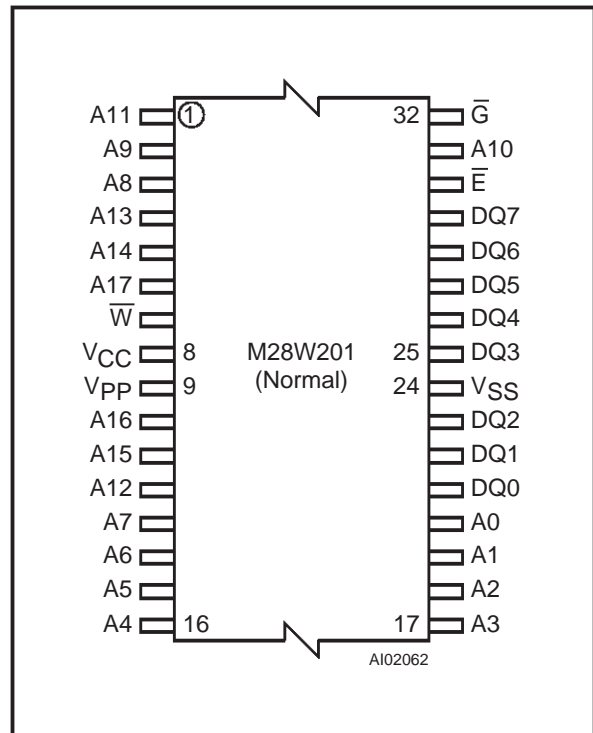 A11 1 32 G̅
A9 A10
A8 E̅
A13 DQ7
A14 DQ6
A17 DQ5
W̅ DQ4
VCC 8 M28W201 25 DQ3
VPP 9 (Normal) 24 VSS
A16 DQ2
A15 DQ1
A12 DQ0
A7 A0
A6 A1
A5 A2
A4 16 17 A3
AI02062